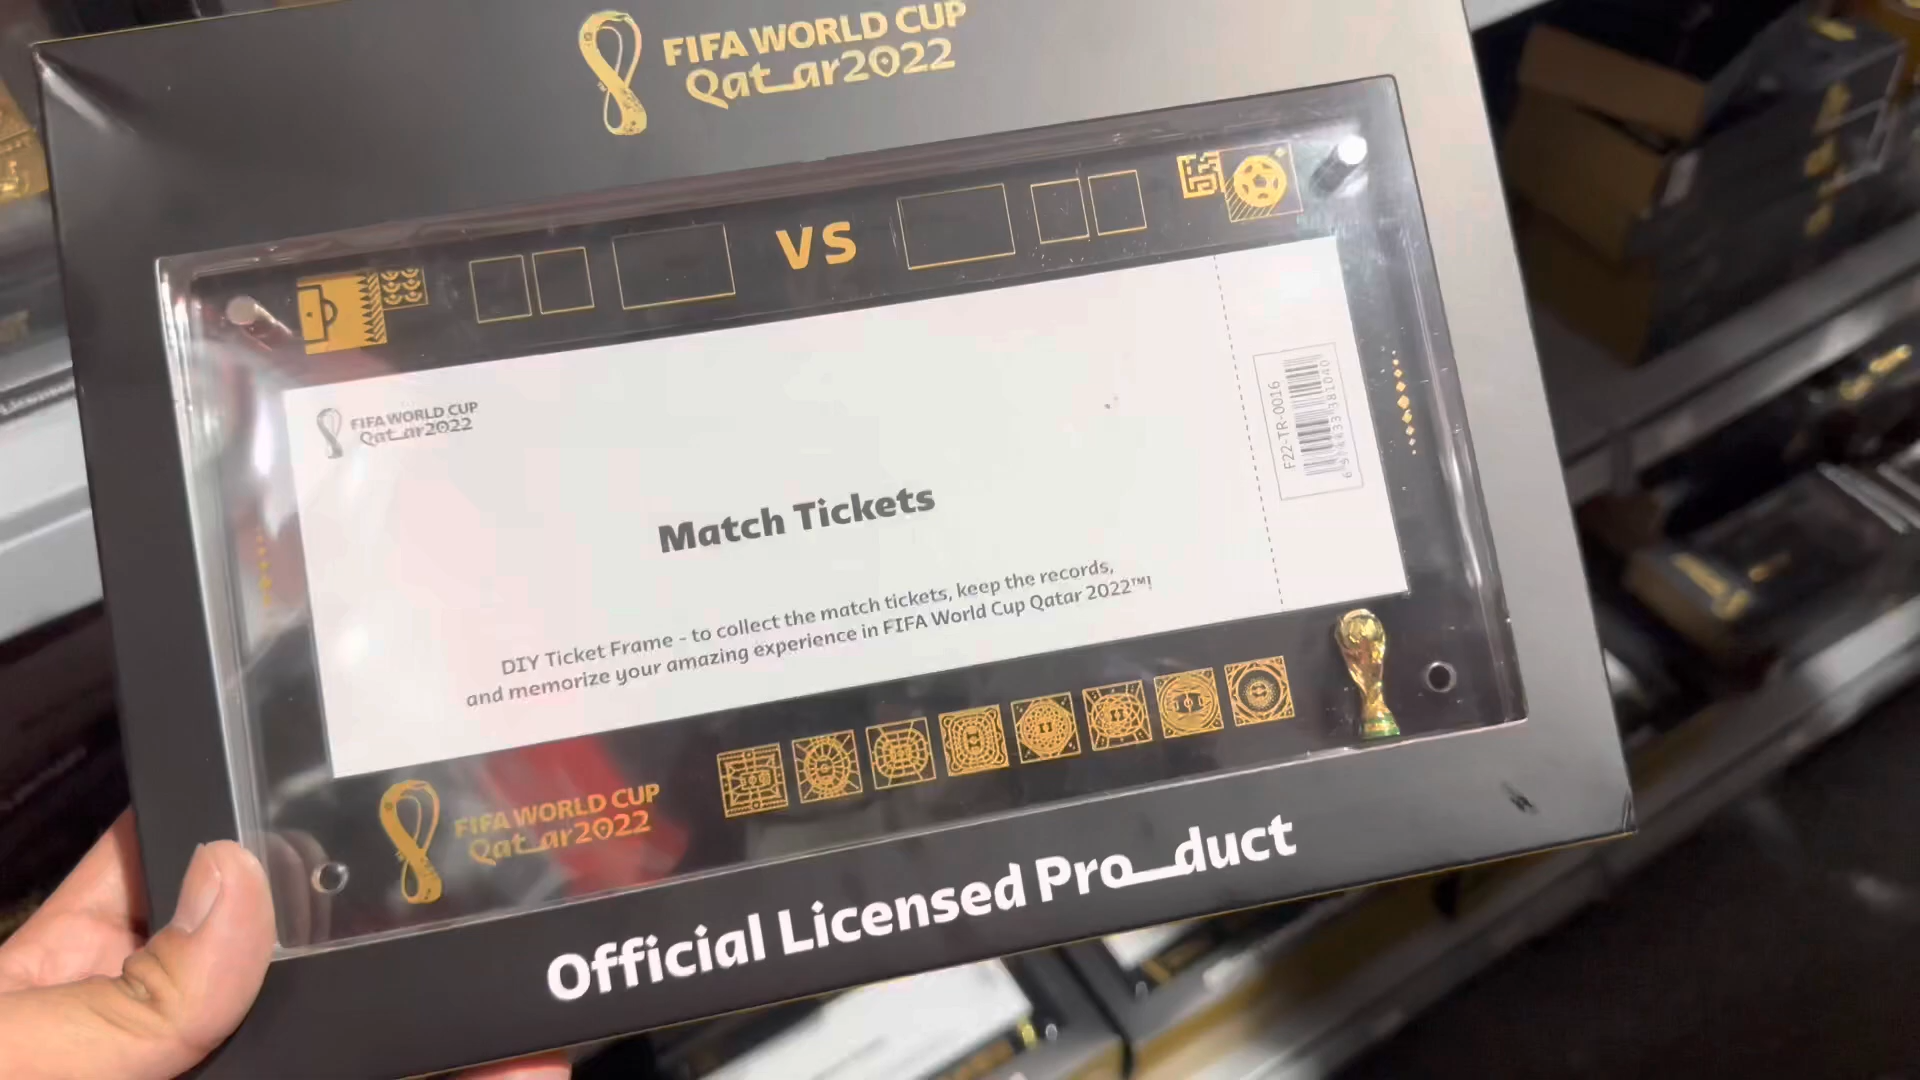 FIFA WORLD CUP
Qatar2022
VS
FIFA WORLD CUP
Qatar2022
Match Tickets
DIY Ticket Frame - to collect the match tickets, keep the records,
and memorize your amazing experience in FIFA World Cup Qatar 2022™!
F22-TR-0016
FIFA WORLD CUP
Qatar2022
Official Licensed Product